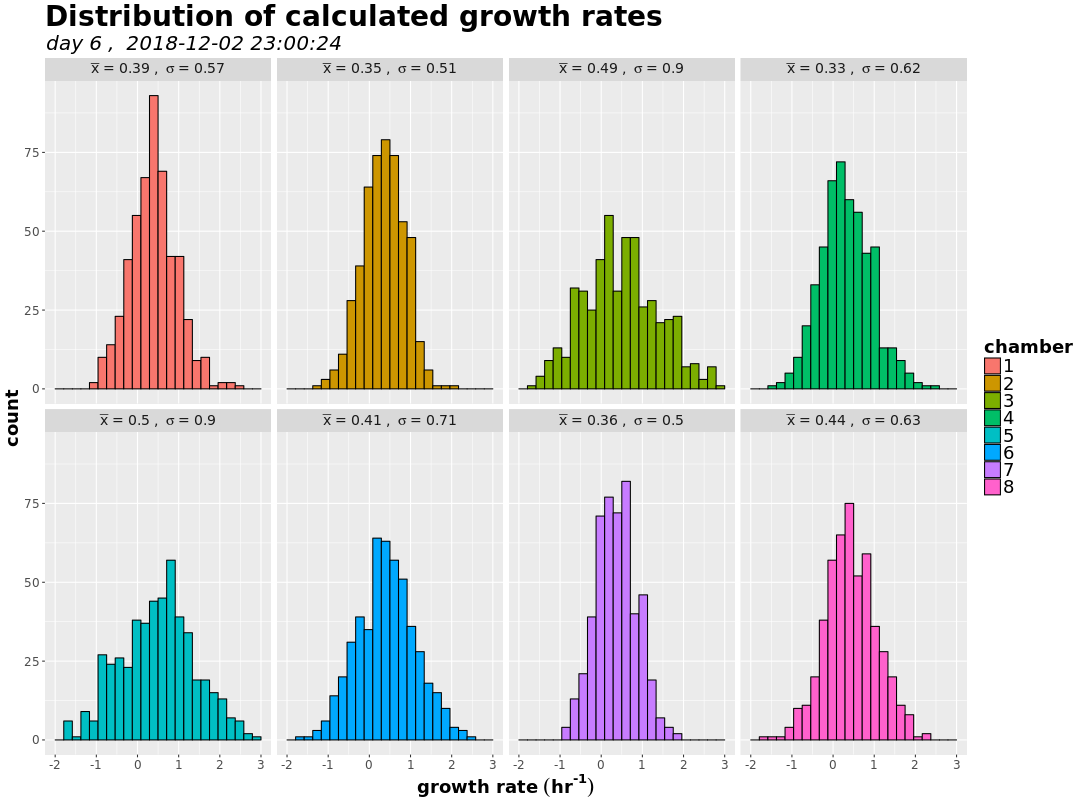 Distribution of calculated growth rates
day 6 ,  2018-12-02 23:00:24
x̅ = 0.39 ,  σ = 0.57
x̅ = 0.35 ,  σ = 0.51
x̅ = 0.49 ,  σ = 0.9
x̅ = 0.33 ,  σ = 0.62
75
50
25
0
x̅ = 0.5 ,  σ = 0.9
x̅ = 0.41 ,  σ = 0.71
x̅ = 0.36 ,  σ = 0.5
x̅ = 0.44 ,  σ = 0.63
75
50
25
0
-2 -1 0 1 2 3
-2 -1 0 1 2 3
-2 -1 0 1 2 3
-2 -1 0 1 2 3
count
growth rate (hr⁻¹)
chamber
1
2
3
4
5
6
7
8